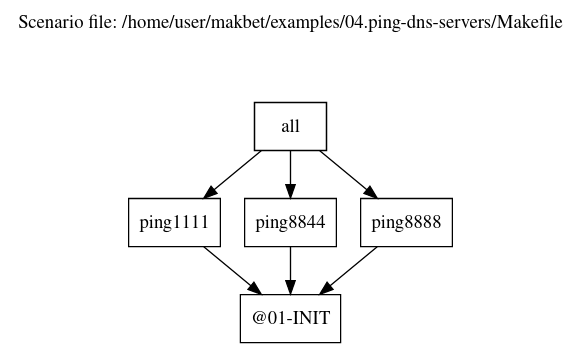 Scenario file: /home/user/makbet/examples/04.ping-dns-servers/Makefile
all
ping1111
ping8844
ping8888
@01-INIT